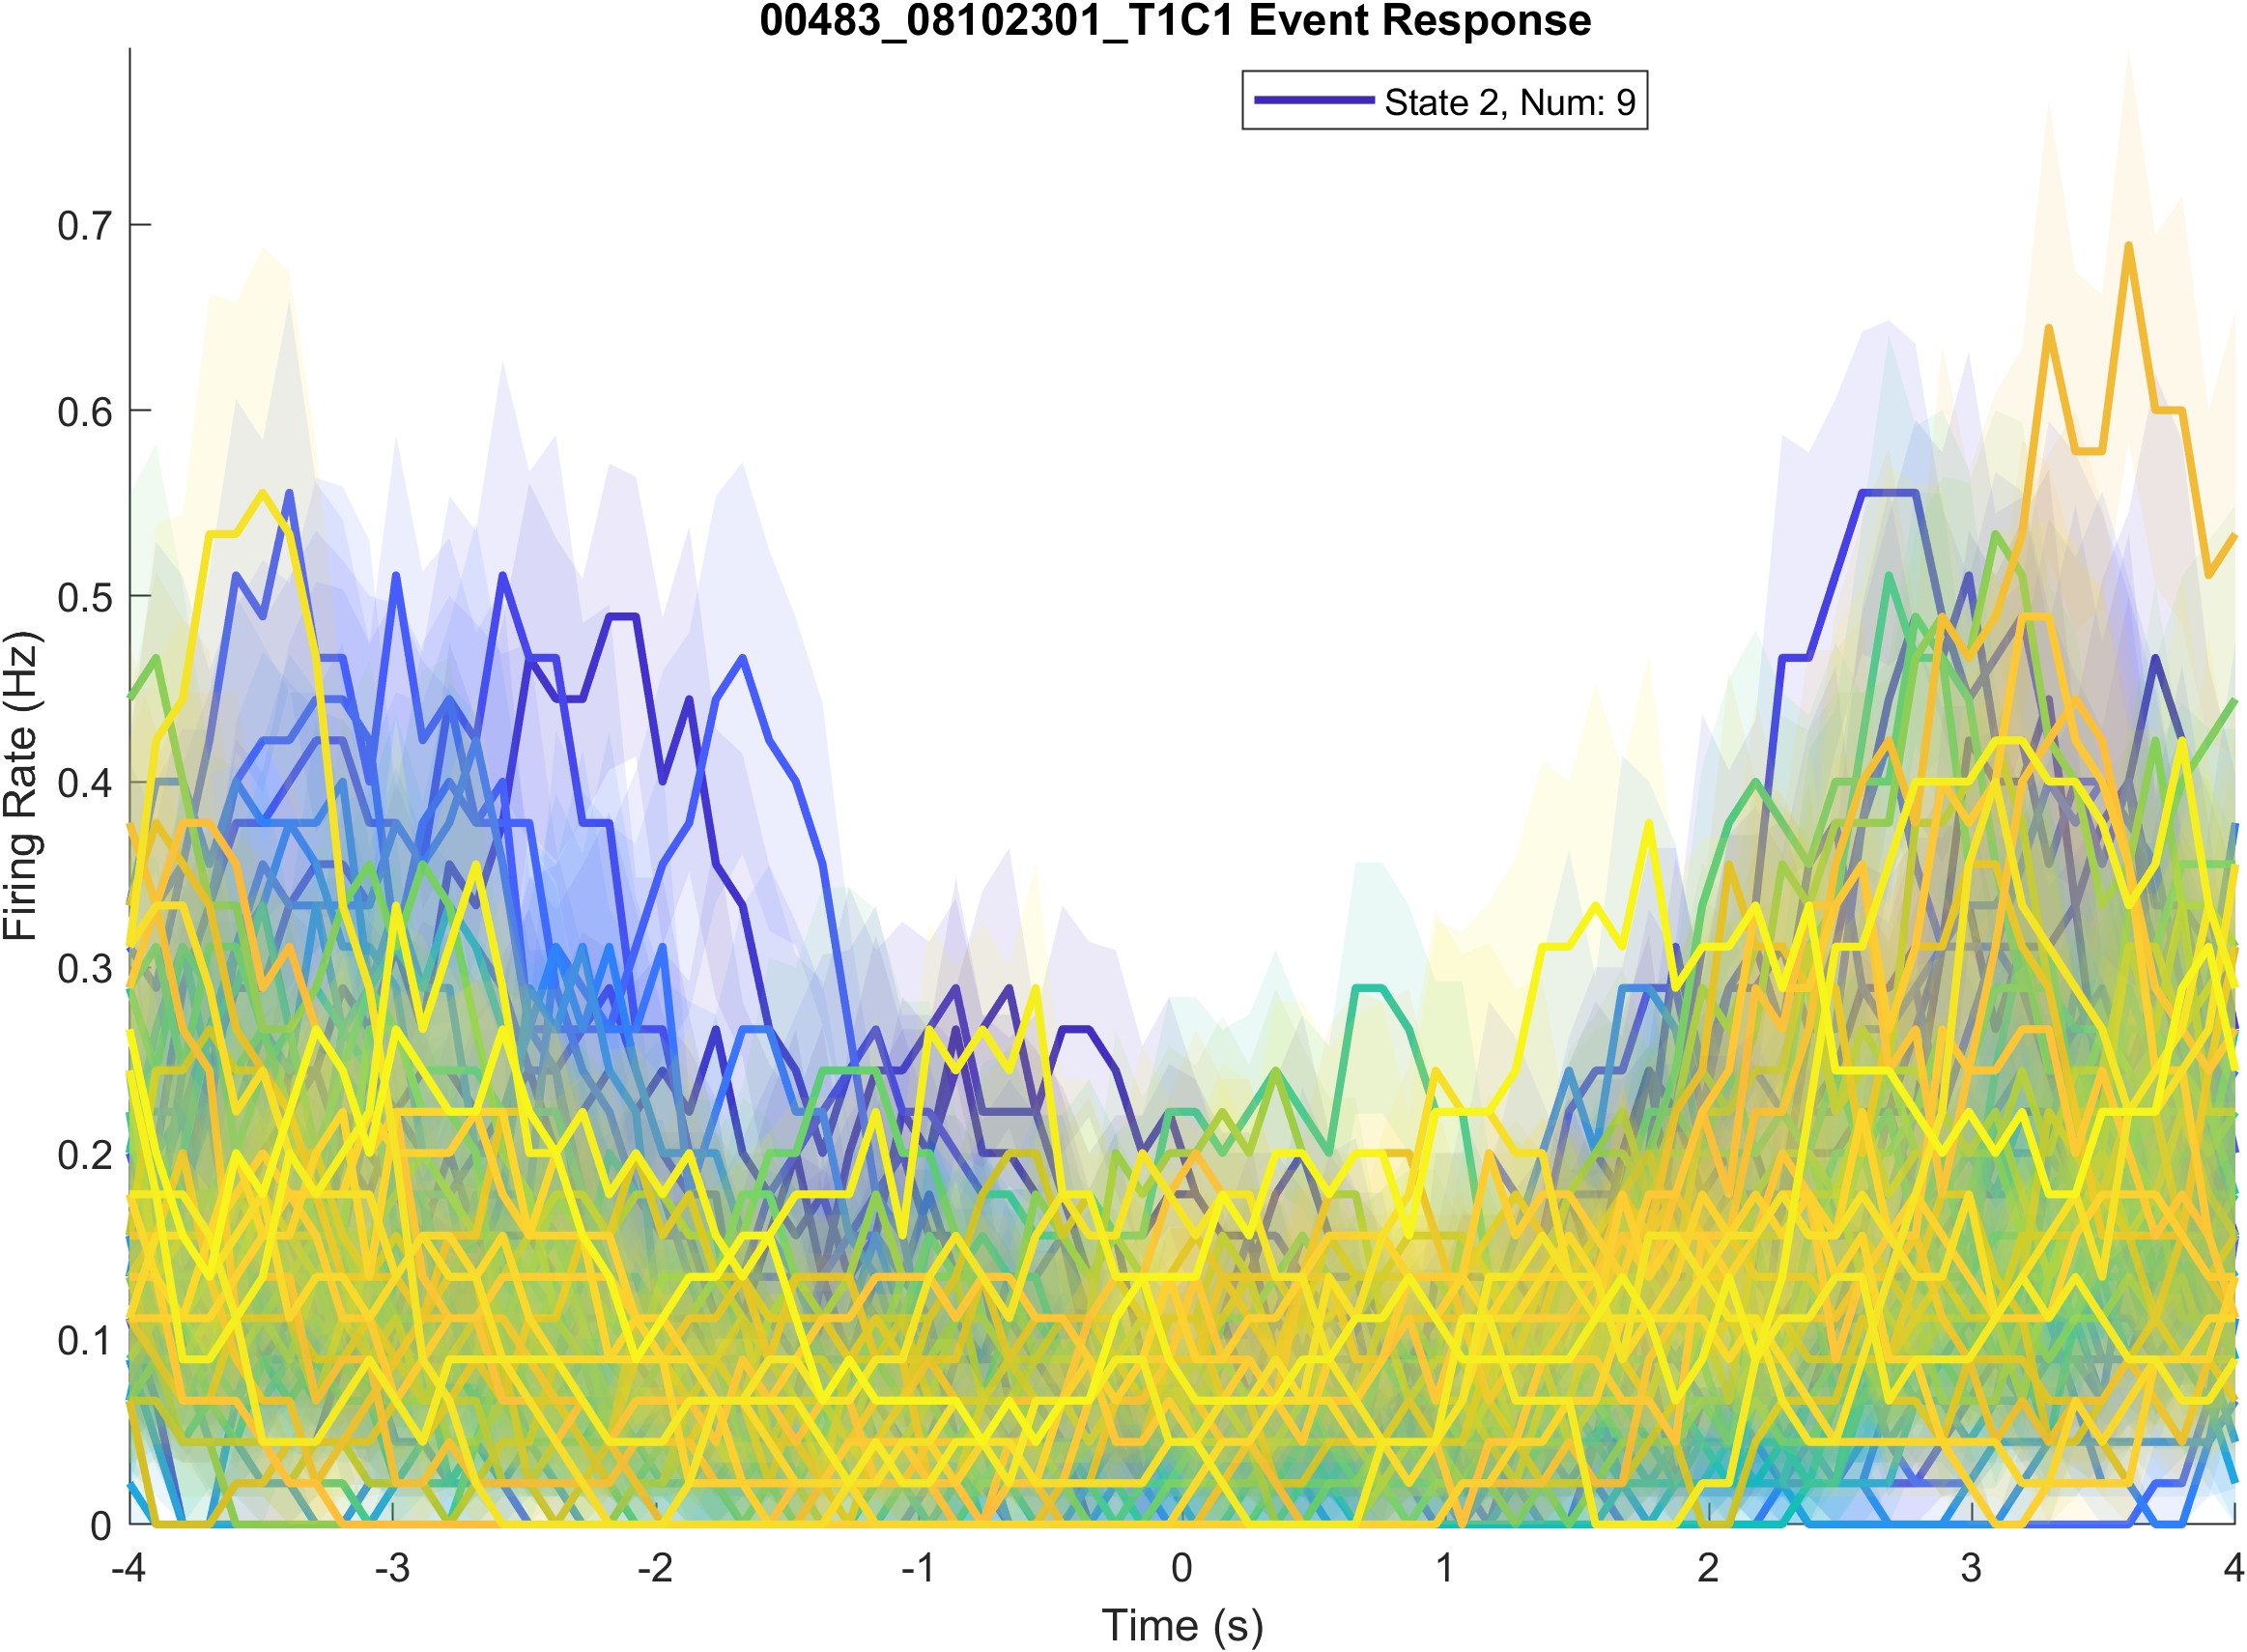 00483_08102301_T1C1 Event Response
State 2, Num: 9
Firing Rate (Hz)
0.7
0.6
0.5
0.4
0.3
0.2
0.1
0
-4 -3 -2 -1 0 1 2 3 4
Time (s)